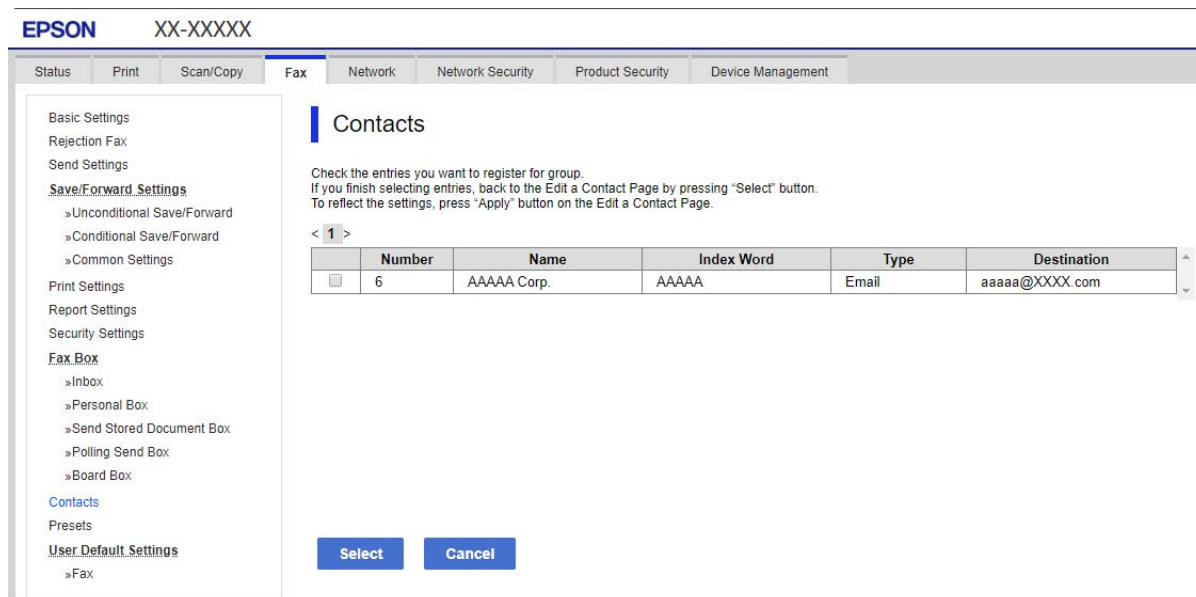 EPSON XX-XXXXX
Status Print Scan/Copy Fax Network Network Security Product Security Device Management
Basic Settings
Rejection Fax
Send Settings
Save/Forward Settings
»Unconditional Save/Forward
»Conditional Save/Forward
»Common Settings
Print Settings
Report Settings
Security Settings
Fax Box
»Inbox
»Personal Box
»Send Stored Document Box
»Polling Send Box
»Board Box
Contacts
Presets
User Default Settings
»Fax
Contacts
Check the entries you want to register for group.
If you finish selecting entries, back to the Edit a Contact Page by pressing “Select” button.
To reflect the settings, press “Apply” button on the Edit a Contact Page.
< 1 >
Number Name Index Word Type Destination
6 AAAAA Corp. AAAAA Email aaaaa@XXXX.com
Select Cancel